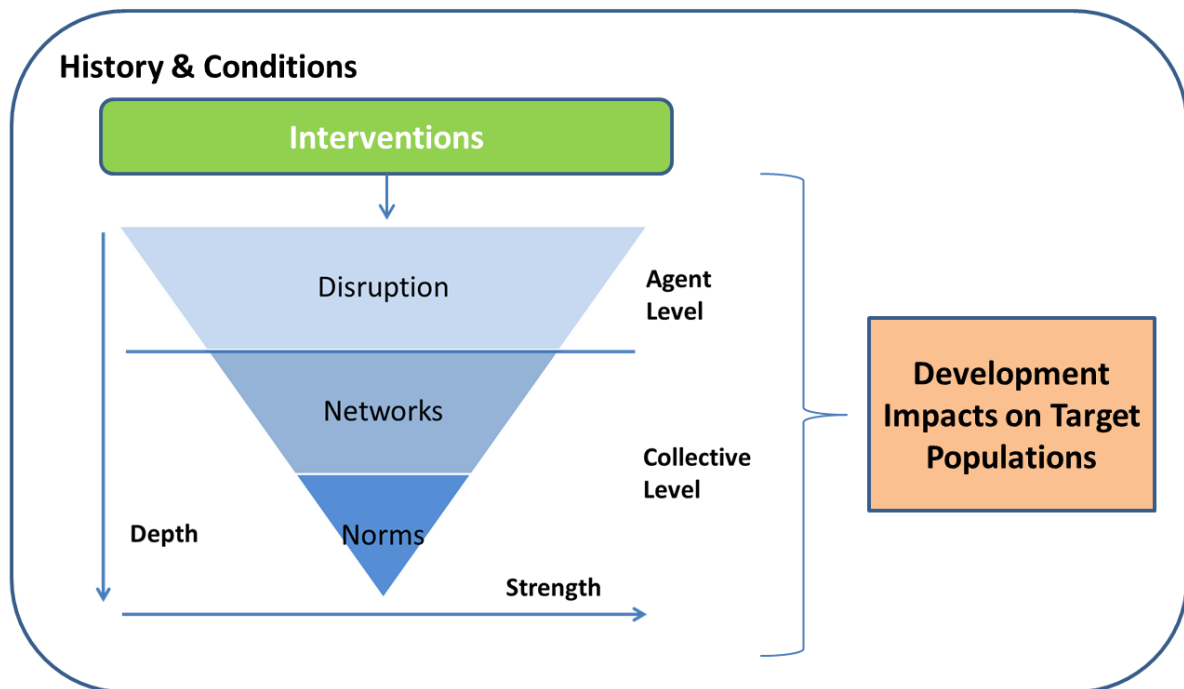 History & Conditions
Interventions
Disruption
Agent
Level
Networks
Collective
Level
Norms
Depth
Strength
Development
Impacts on Target
Populations